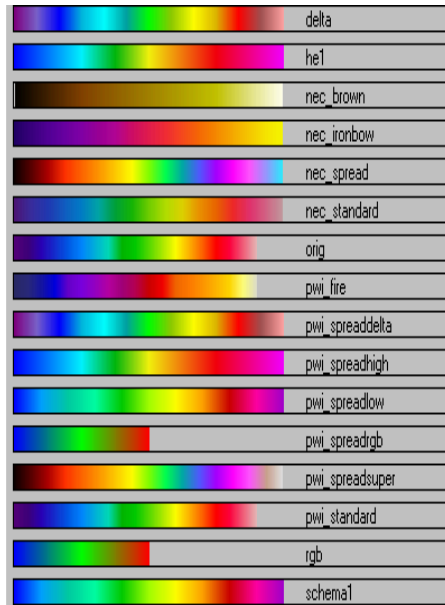 delta
he1
nec_brown
nec_ironbow
nec_spread
nec_standard
orig
pwi_fire
pwi_spreaddelta
pwi_spreadhigh
pwi_spreadlow
pwi_spreadrgb
pwi_spreadsuper
pwi_standard
rgb
schema1